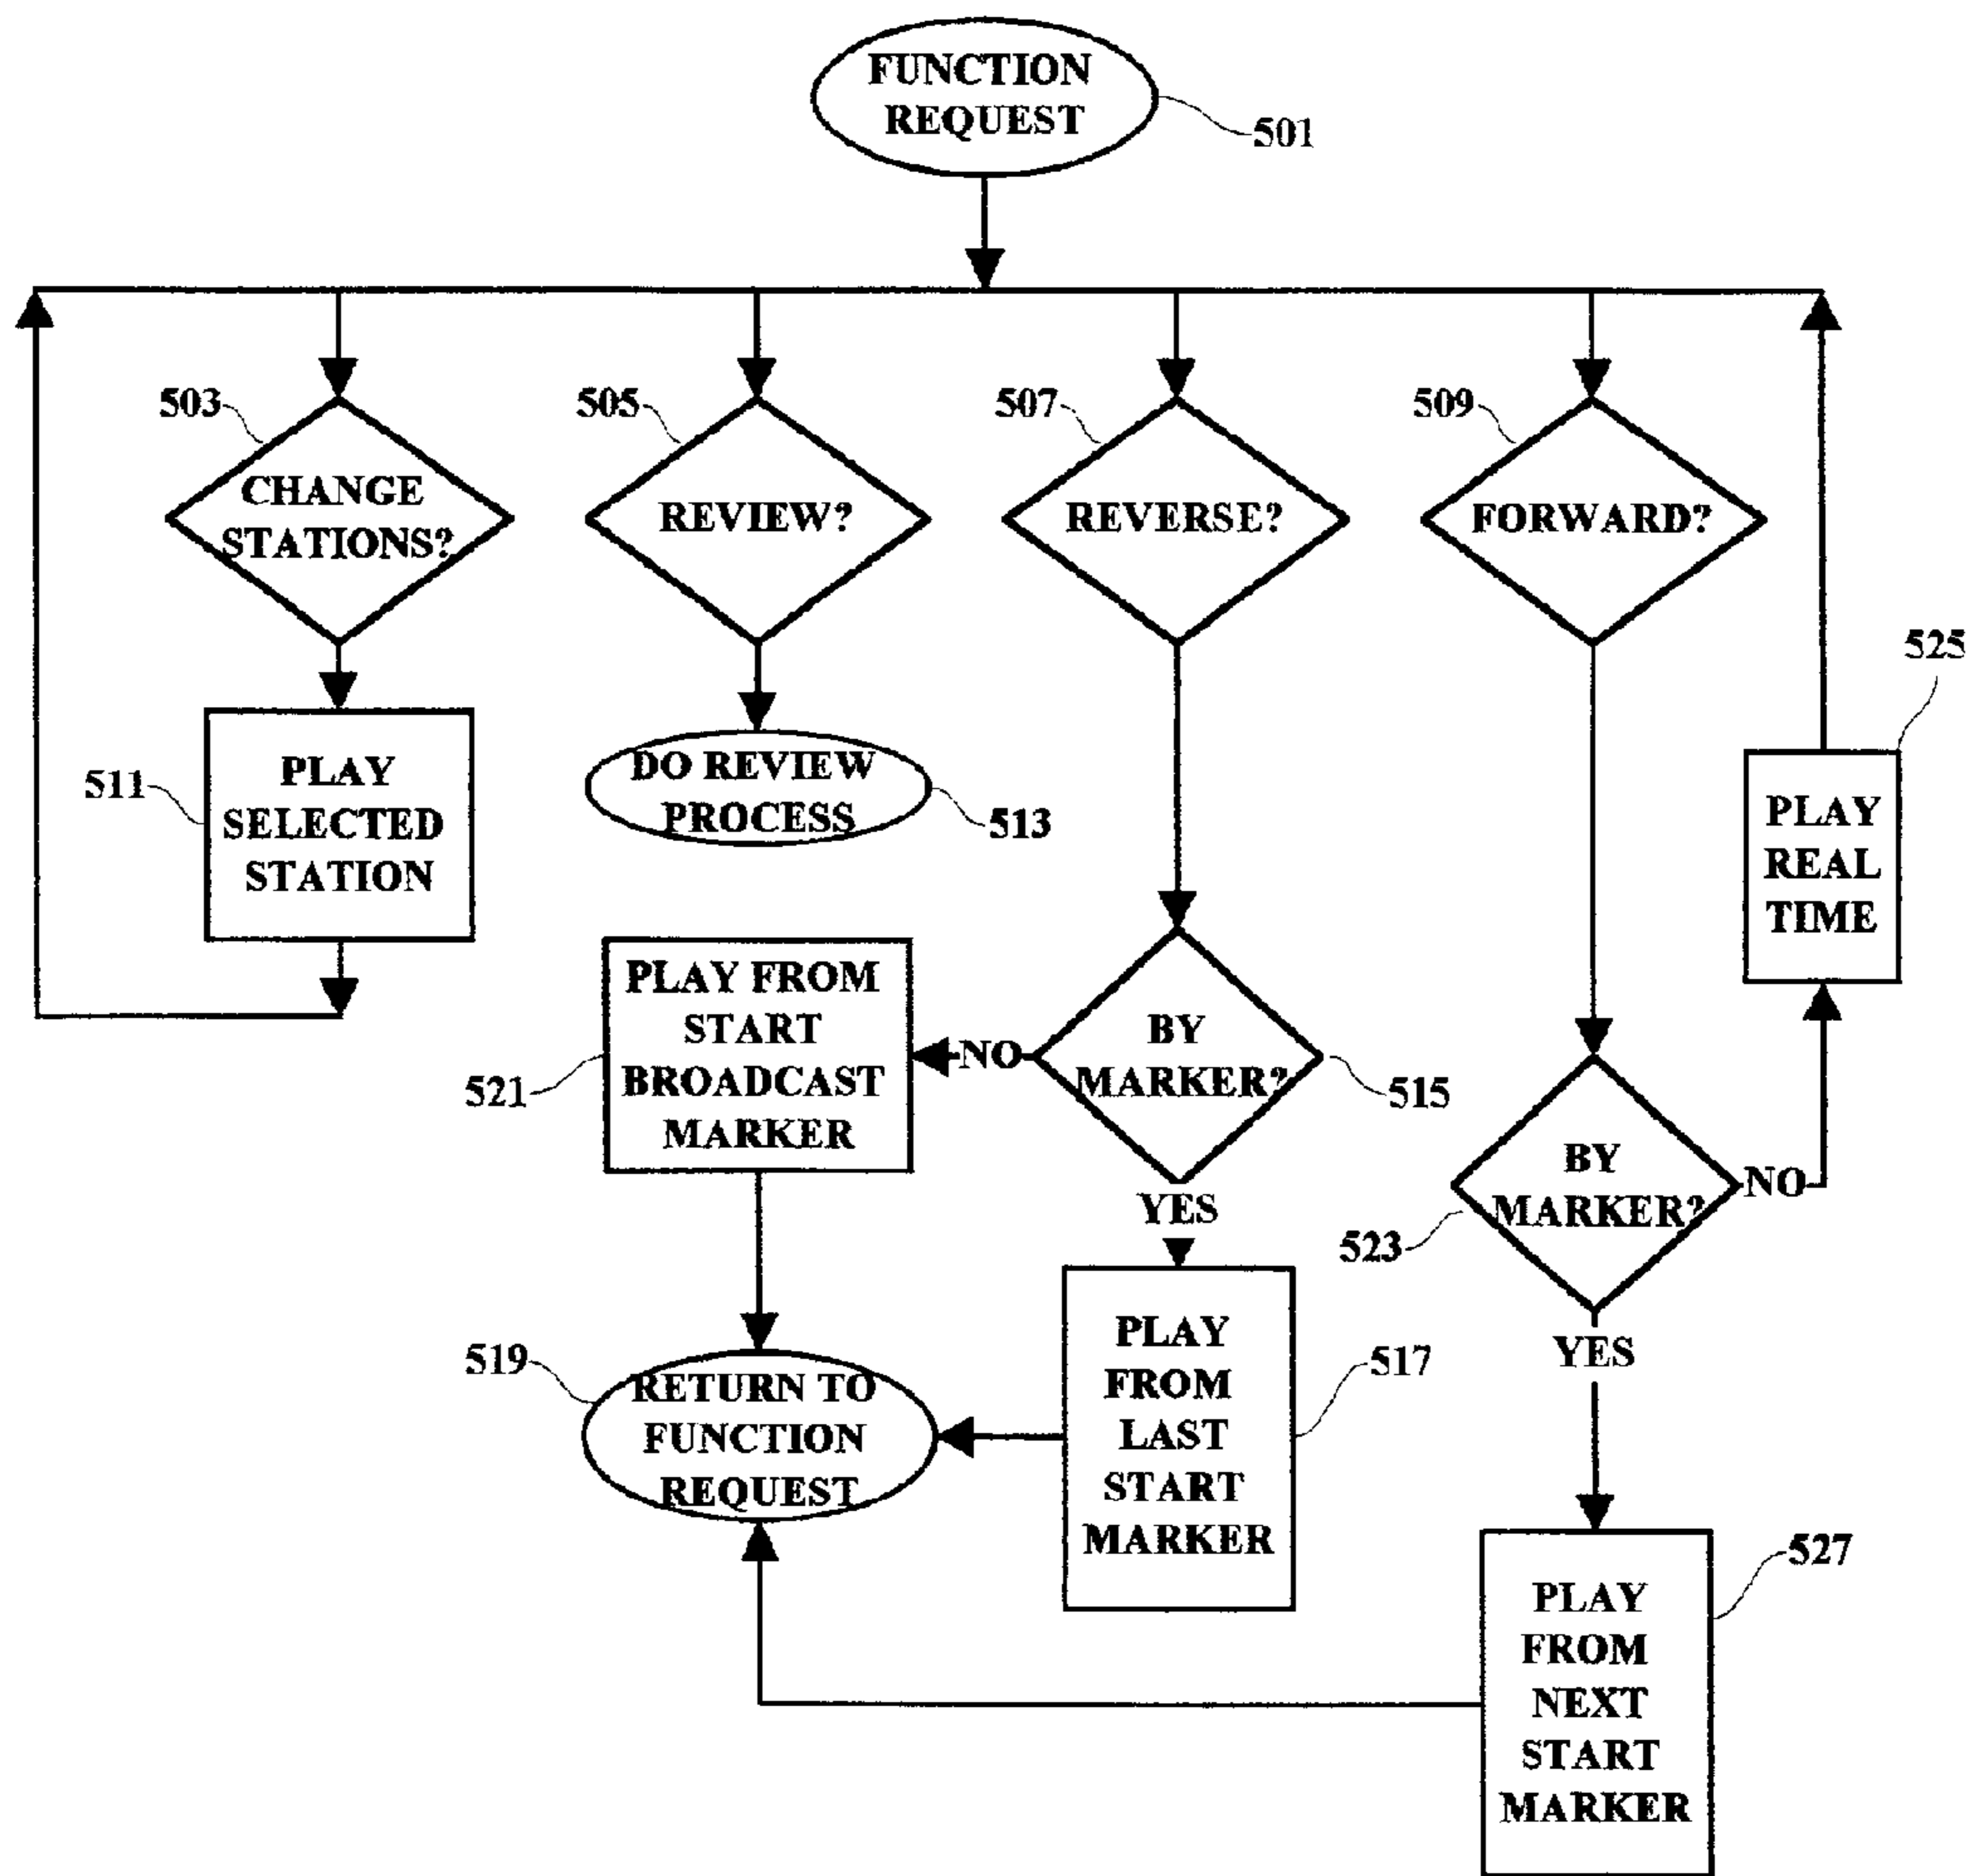 FUNCTION
REQUEST
501
503
505
507
509
CHANGE
STATIONS?
REVIEW?
REVERSE?
FORWARD?
525
511
PLAY
SELECTED
STATION
DO REVIEW
PROCESS
513
PLAY
REAL
TIME
PLAY FROM
START
BROADCAST
MARKER
521
NO
BY
MARKER?
515
YES
BY
MARKER?
NO
523
YES
519
RETURN TO
FUNCTION
REQUEST
PLAY
FROM
LAST
START
MARKER
517
527
PLAY
FROM
NEXT
START
MARKER